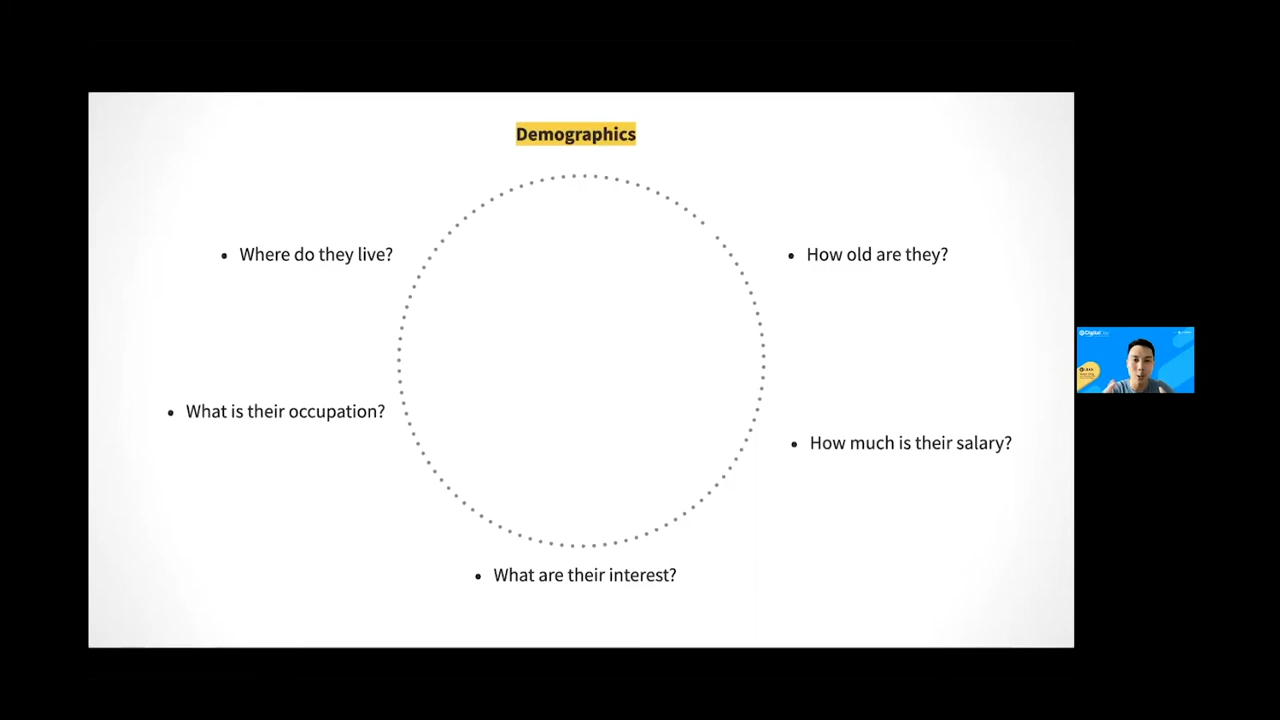 Demographics
• Where do they live?
• How old are they?
• What is their occupation?
• How much is their salary?
• What are their interest?
Digital